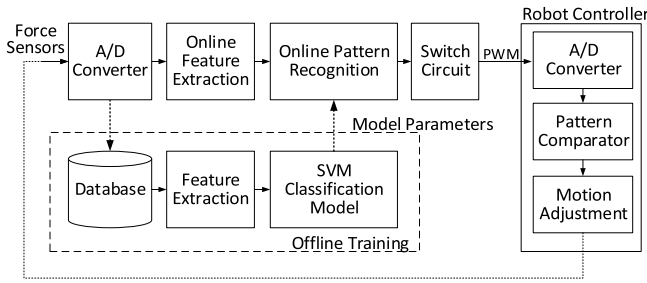 Robot Controller
Force
Sensors
A/D
Converter
Online
Feature
Extraction
Online Pattern
Recognition
Switch
Circuit
PWM
A/D
Converter
Pattern
Comparator
Motion
Adjustment
Model Parameters
Database
Feature
Extraction
SVM
Classification
Model
Offline Training